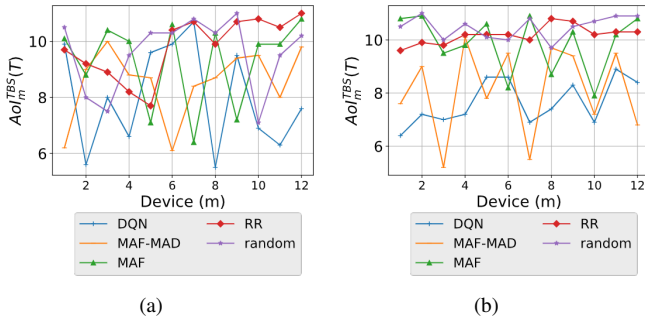 AoI_m^{TBS}(T)
10
8
6
2 4 6 8 10 12
Device (m)
DQN
MAF-MAD
MAF
RR
random
(a)
AoI_m^{TBS}(T)
10
8
6
2 4 6 8 10 12
Device (m)
DQN
MAF-MAD
MAF
RR
random
(b)